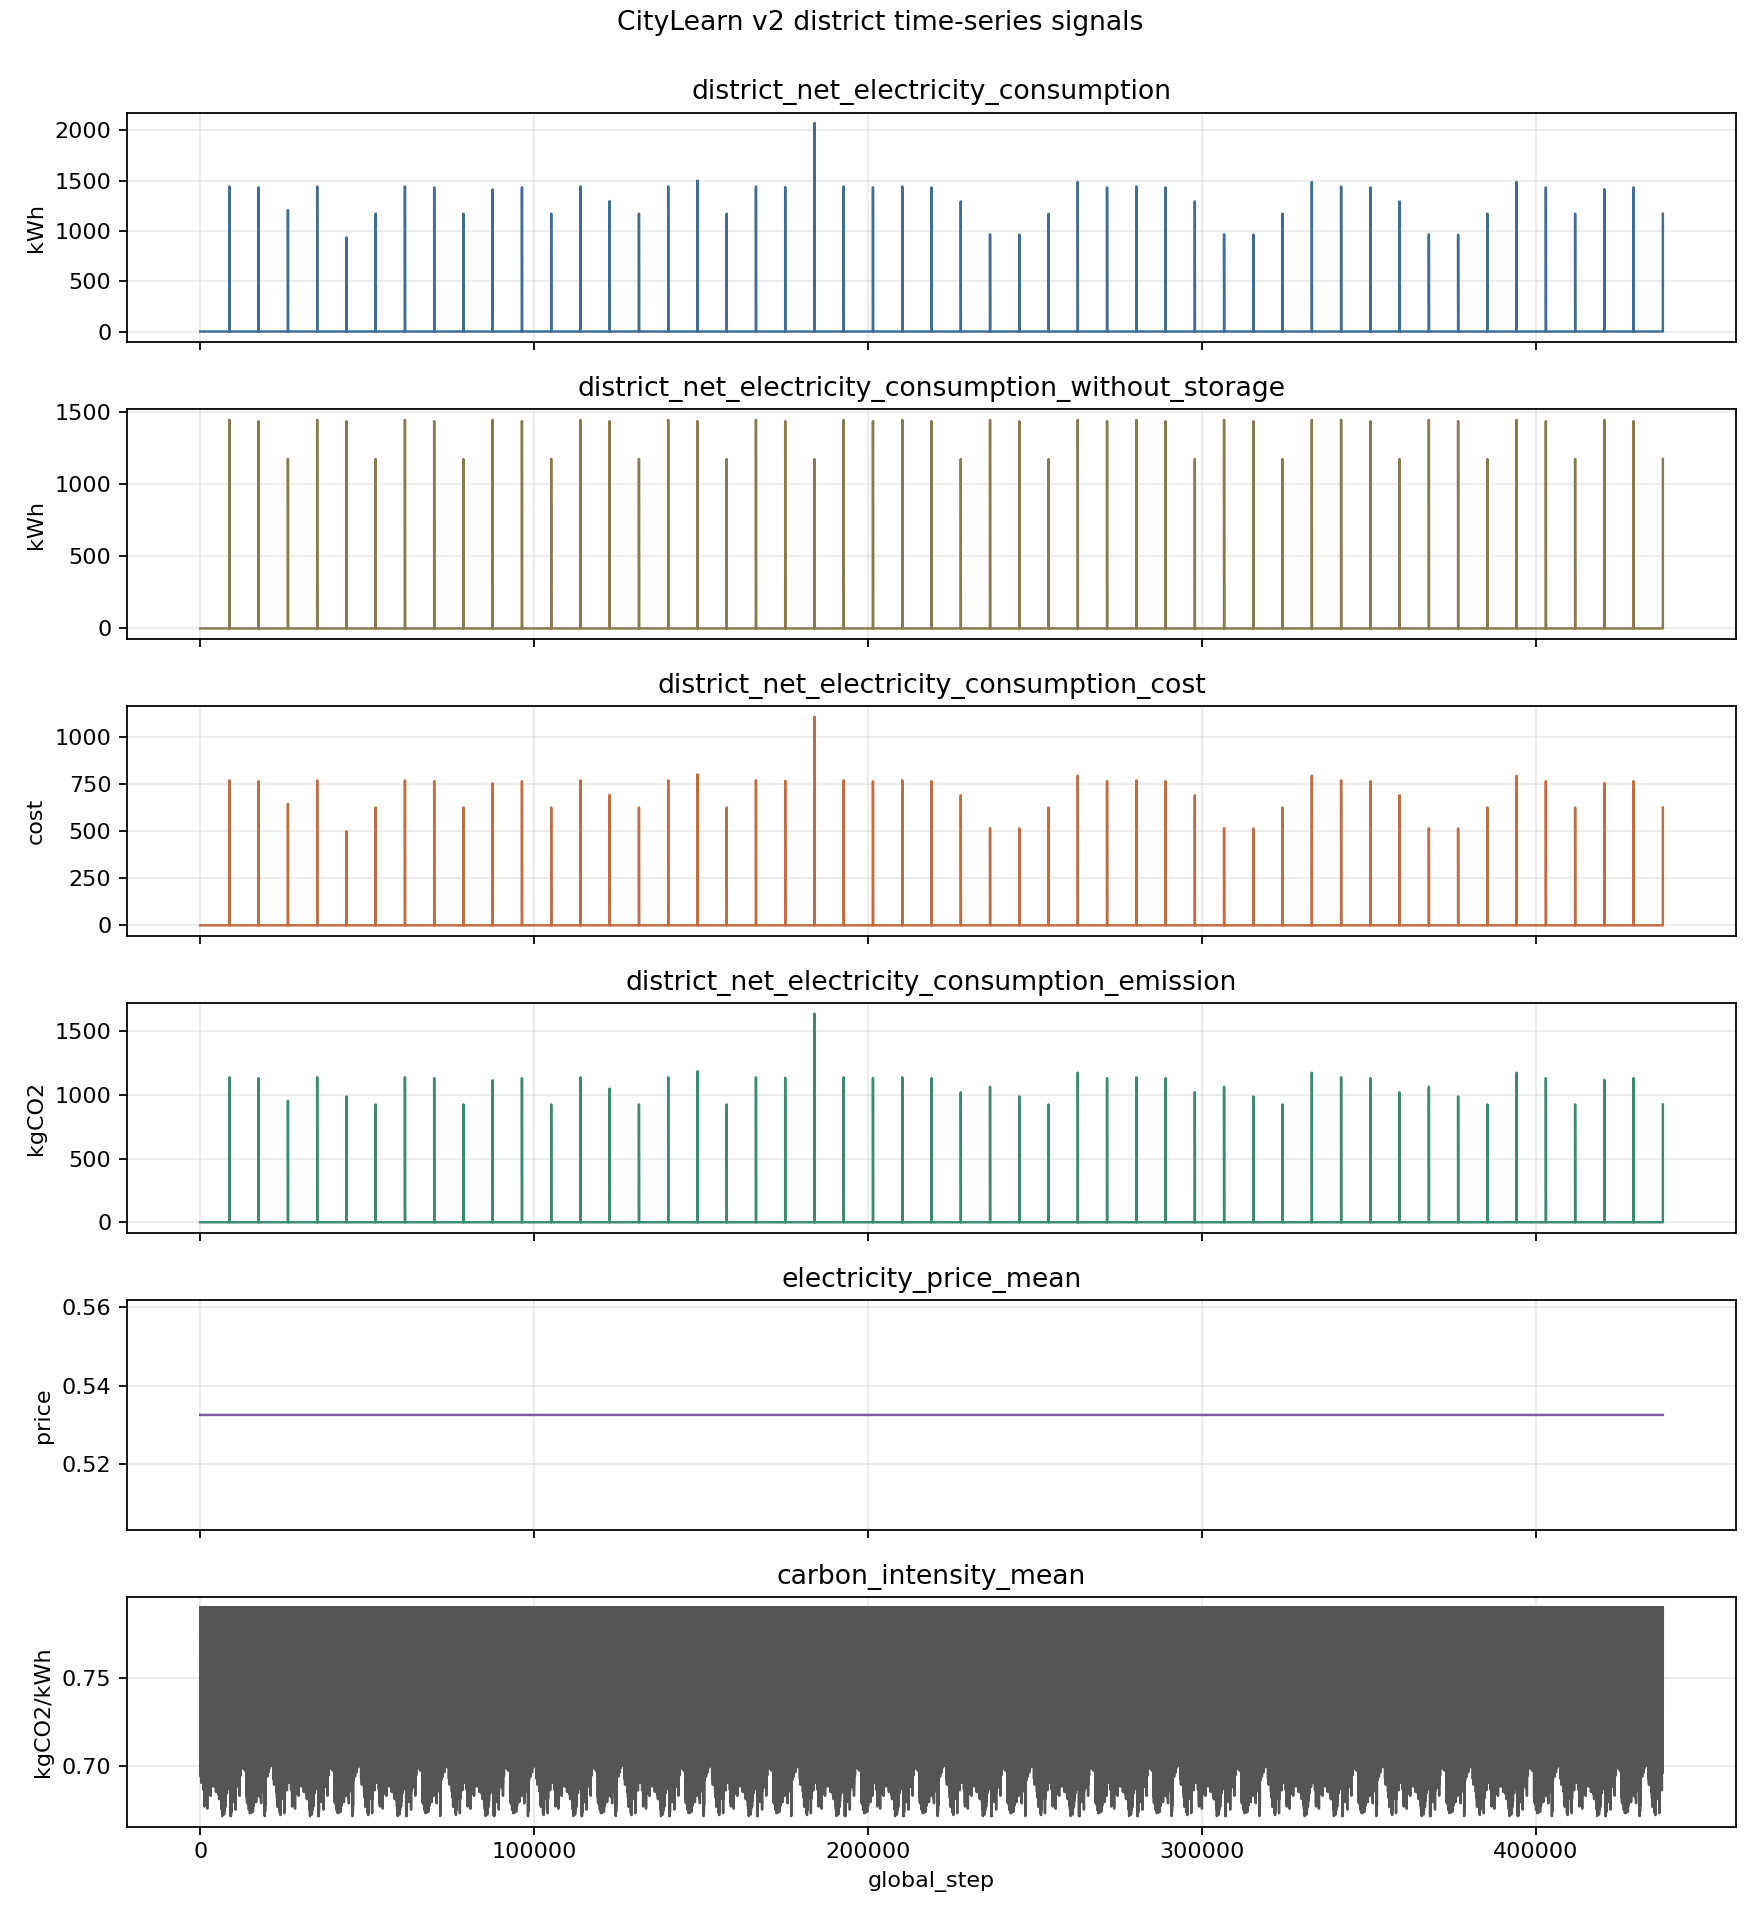 CityLearn v2 district time-series signals
district_net_electricity_consumption
2000
1500
1000
500
0
kWh
district_net_electricity_consumption_without_storage
1500
1000
500
0
kWh
district_net_electricity_consumption_cost
1000
750
500
250
0
cost
district_net_electricity_consumption_emission
1500
1000
500
0
kgCO2
electricity_price_mean
0.56
0.54
0.52
price
carbon_intensity_mean
0.75
0.70
kgCO2/kWh
0 100000 200000 300000 400000
global_step